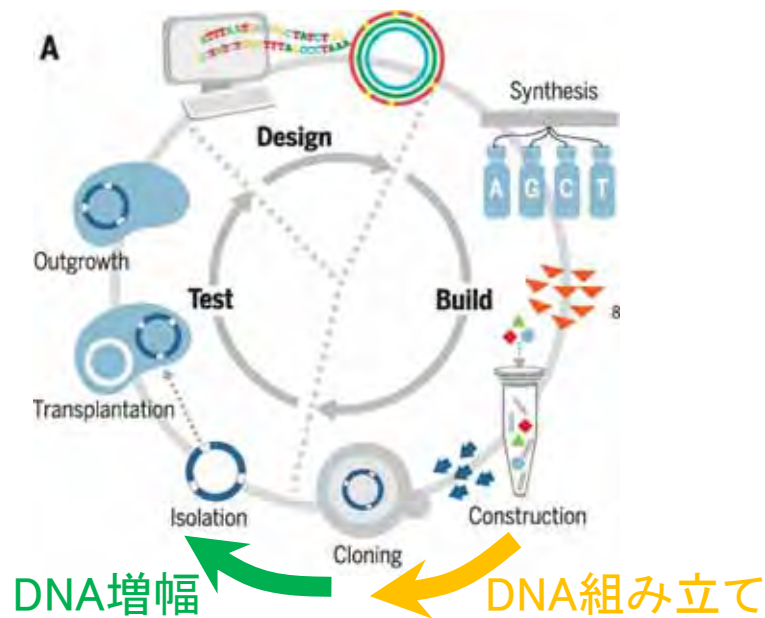 A
Synthesis
Design
A G C T
Outgrowth
Test
Build
8
Transplantation
Isolation
Construction
Cloning
DNA増幅
DNA組み立て